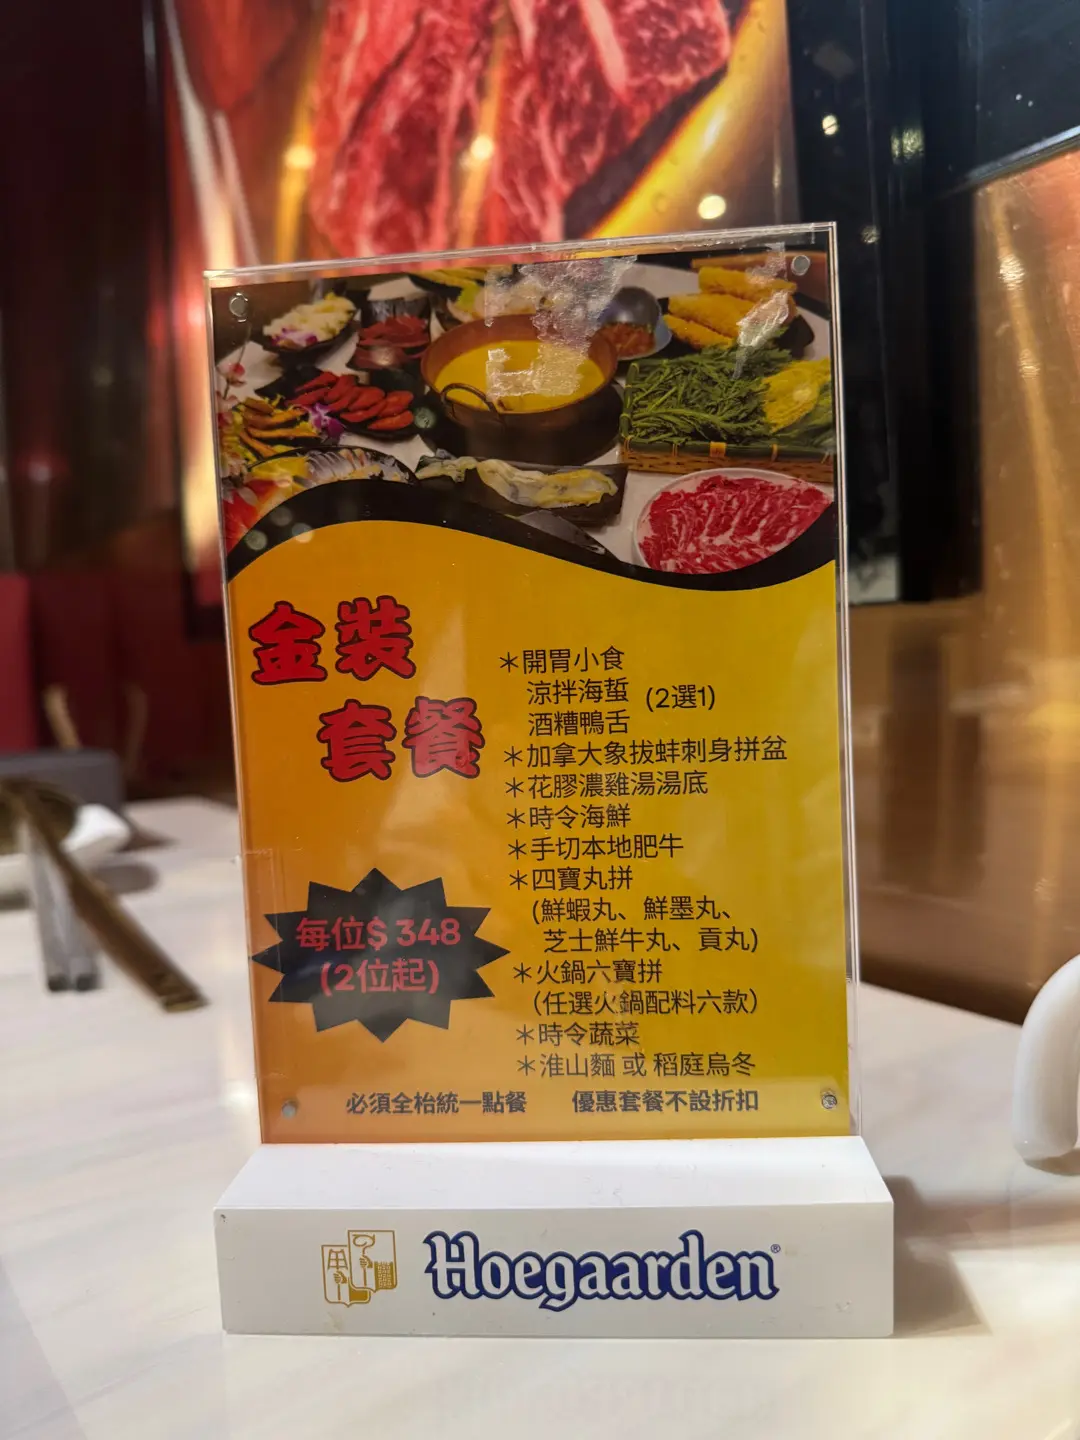 金裝
套餐
＊開胃小食
涼拌海蜇
(2選1)
酒糟鴨舌
＊加拿大象拔蚌刺身拼盆
＊花膠濃雞湯湯底
＊時令海鮮
＊手切本地肥牛
＊四寶丸拼
(鮮蝦丸、鮮墨丸、
芝士鮮牛丸、貢丸)
＊火鍋六寶拼
(任選火鍋配料六款)
＊時令蔬菜
＊淮山麵 或 稻庭烏冬
每位$ 348
(2位起)
必須全枱統一點餐 優惠套餐不設折扣
Hoegaarden®